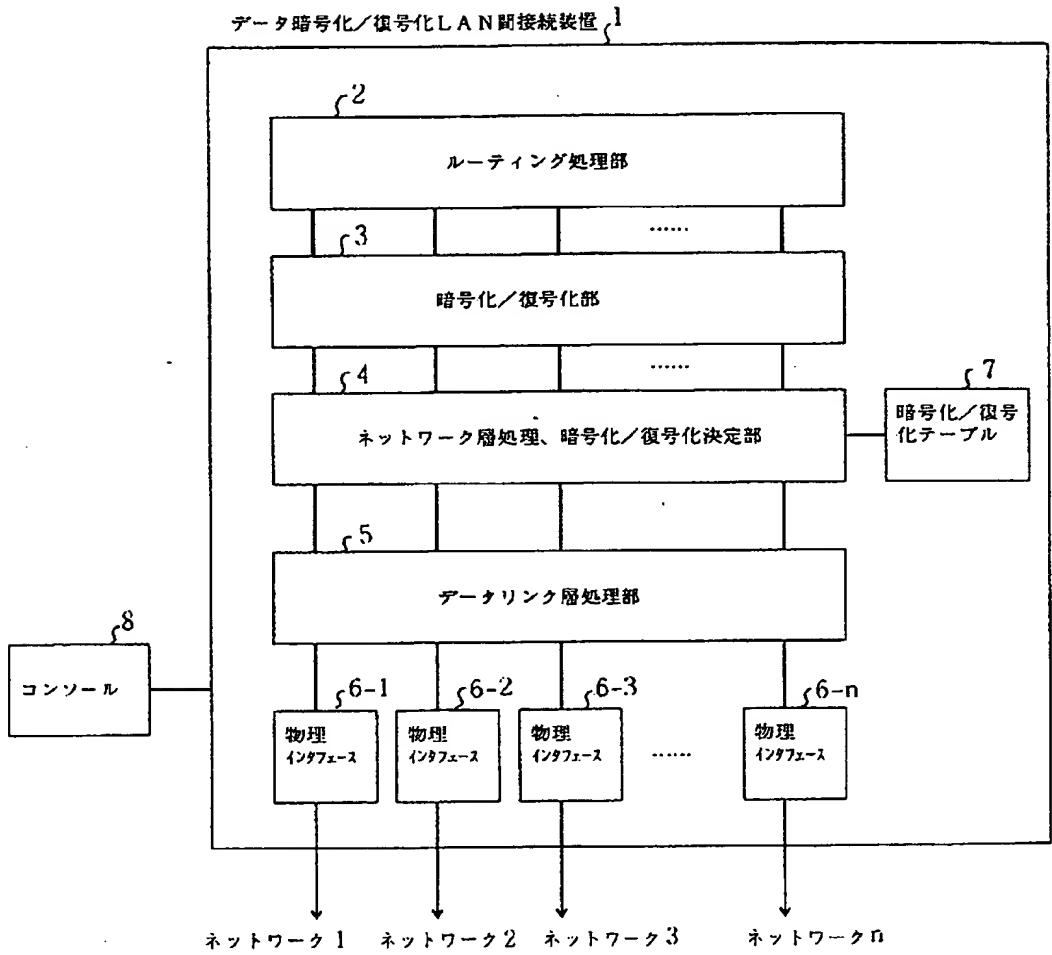 データ暗号化／復号化ＬＡＮ間接続装置
1
2
ルーティング処理部
……
3
暗号化／復号化部
……
4
ネットワーク層処理、暗号化／復号化決定部
7
暗号化／復号
化テーブル
5
データリンク層処理部
8
コンソール
6-1
物理
インタフェース
6-2
物理
インタフェース
6-3
物理
インタフェース
……
6-n
物理
インタフェース
ネットワーク1
ネットワーク2
ネットワーク3
ネットワークn